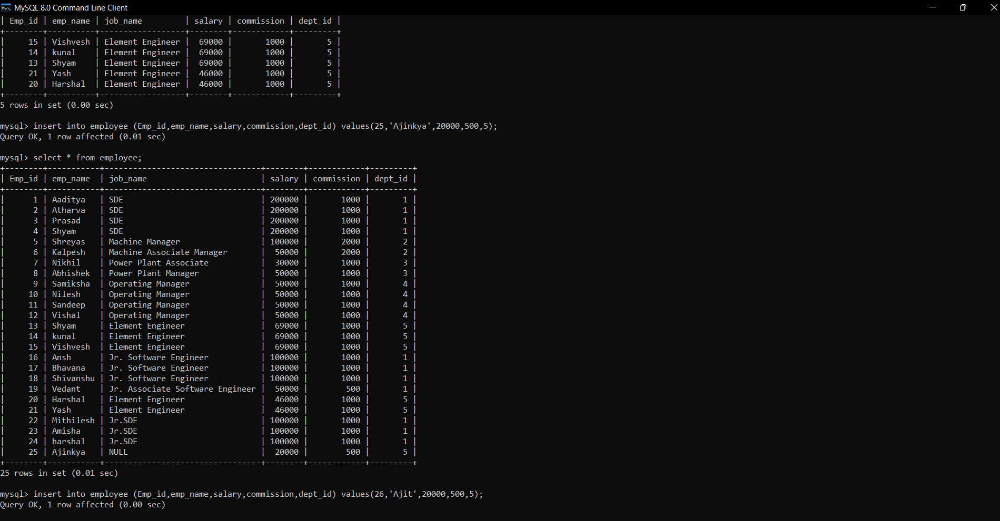 MySQL 8.0 Command Line Client
| Emp_id | emp_name | job_name         | salary | commission | dept_id |
+--------+----------+------------------+--------+------------+---------+
|     15 | Vishvesh | Element Engineer |  69000 |       1000 |       5 |
|     14 | kunal    | Element Engineer |  69000 |       1000 |       5 |
|     13 | Shyam    | Element Engineer |  69000 |       1000 |       5 |
|     21 | Yash     | Element Engineer |  46000 |       1000 |       5 |
|     20 | Harshal  | Element Engineer |  46000 |       1000 |       5 |
+--------+----------+------------------+--------+------------+---------+
5 rows in set (0.00 sec)
mysql> insert into employee (Emp_id,emp_name,salary,commission,dept_id) values(25,'Ajinkya',20000,500,5);
Query OK, 1 row affected (0.01 sec)
mysql> select * from employee;
+--------+-----------+---------------------------------+--------+------------+---------+
| Emp_id | emp_name  | job_name                        | salary | commission | dept_id |
+--------+-----------+---------------------------------+--------+------------+---------+
|      1 | Aaditya   | SDE                             | 200000 |       1000 |       1 |
|      2 | Atharva   | SDE                             | 200000 |       1000 |       1 |
|      3 | Prasad    | SDE                             | 200000 |       1000 |       1 |
|      4 | Shyam     | SDE                             | 200000 |       1000 |       1 |
|      5 | Shreyas   | Machine Manager                 | 100000 |       2000 |       2 |
|      6 | Kalpesh   | Machine Associate Manager       |  50000 |       2000 |       2 |
|      7 | Nikhil    | Power Plant Associate           |  30000 |       1000 |       3 |
|      8 | Abhishek  | Power Plant Manager             |  50000 |       1000 |       3 |
|      9 | Samiksha  | Operating Manager               |  50000 |       1000 |       4 |
|     10 | Nilesh    | Operating Manager               |  50000 |       1000 |       4 |
|     11 | Sandeep   | Operating Manager               |  50000 |       1000 |       4 |
|     12 | Vishal    | Operating Manager               |  50000 |       1000 |       4 |
|     13 | Shyam     | Element Engineer                |  69000 |       1000 |       5 |
|     14 | kunal     | Element Engineer                |  69000 |       1000 |       5 |
|     15 | Vishvesh  | Element Engineer                |  69000 |       1000 |       5 |
|     16 | Ansh      | Jr. Software Engineer           | 100000 |       1000 |       1 |
|     17 | Bhavana   | Jr. Software Engineer           | 100000 |       1000 |       1 |
|     18 | Shivanshu | Jr. Software Engineer           | 100000 |       1000 |       1 |
|     19 | Vedant    | Jr. Associate Software Engineer |  50000 |        500 |       1 |
|     20 | Harshal   | Element Engineer                |  46000 |       1000 |       5 |
|     21 | Yash      | Element Engineer                |  46000 |       1000 |       5 |
|     22 | Mithilesh | Jr.SDE                          | 100000 |       1000 |       1 |
|     23 | Amisha    | Jr.SDE                          | 100000 |       1000 |       1 |
|     24 | harshal   | Jr.SDE                          | 100000 |       1000 |       1 |
|     25 | Ajinkya   | NULL                            |  20000 |        500 |       5 |
+--------+-----------+---------------------------------+--------+------------+---------+
25 rows in set (0.01 sec)
mysql> insert into employee (Emp_id,emp_name,salary,commission,dept_id) values(26,'Ajit',20000,500,5);
Query OK, 1 row affected (0.00 sec)